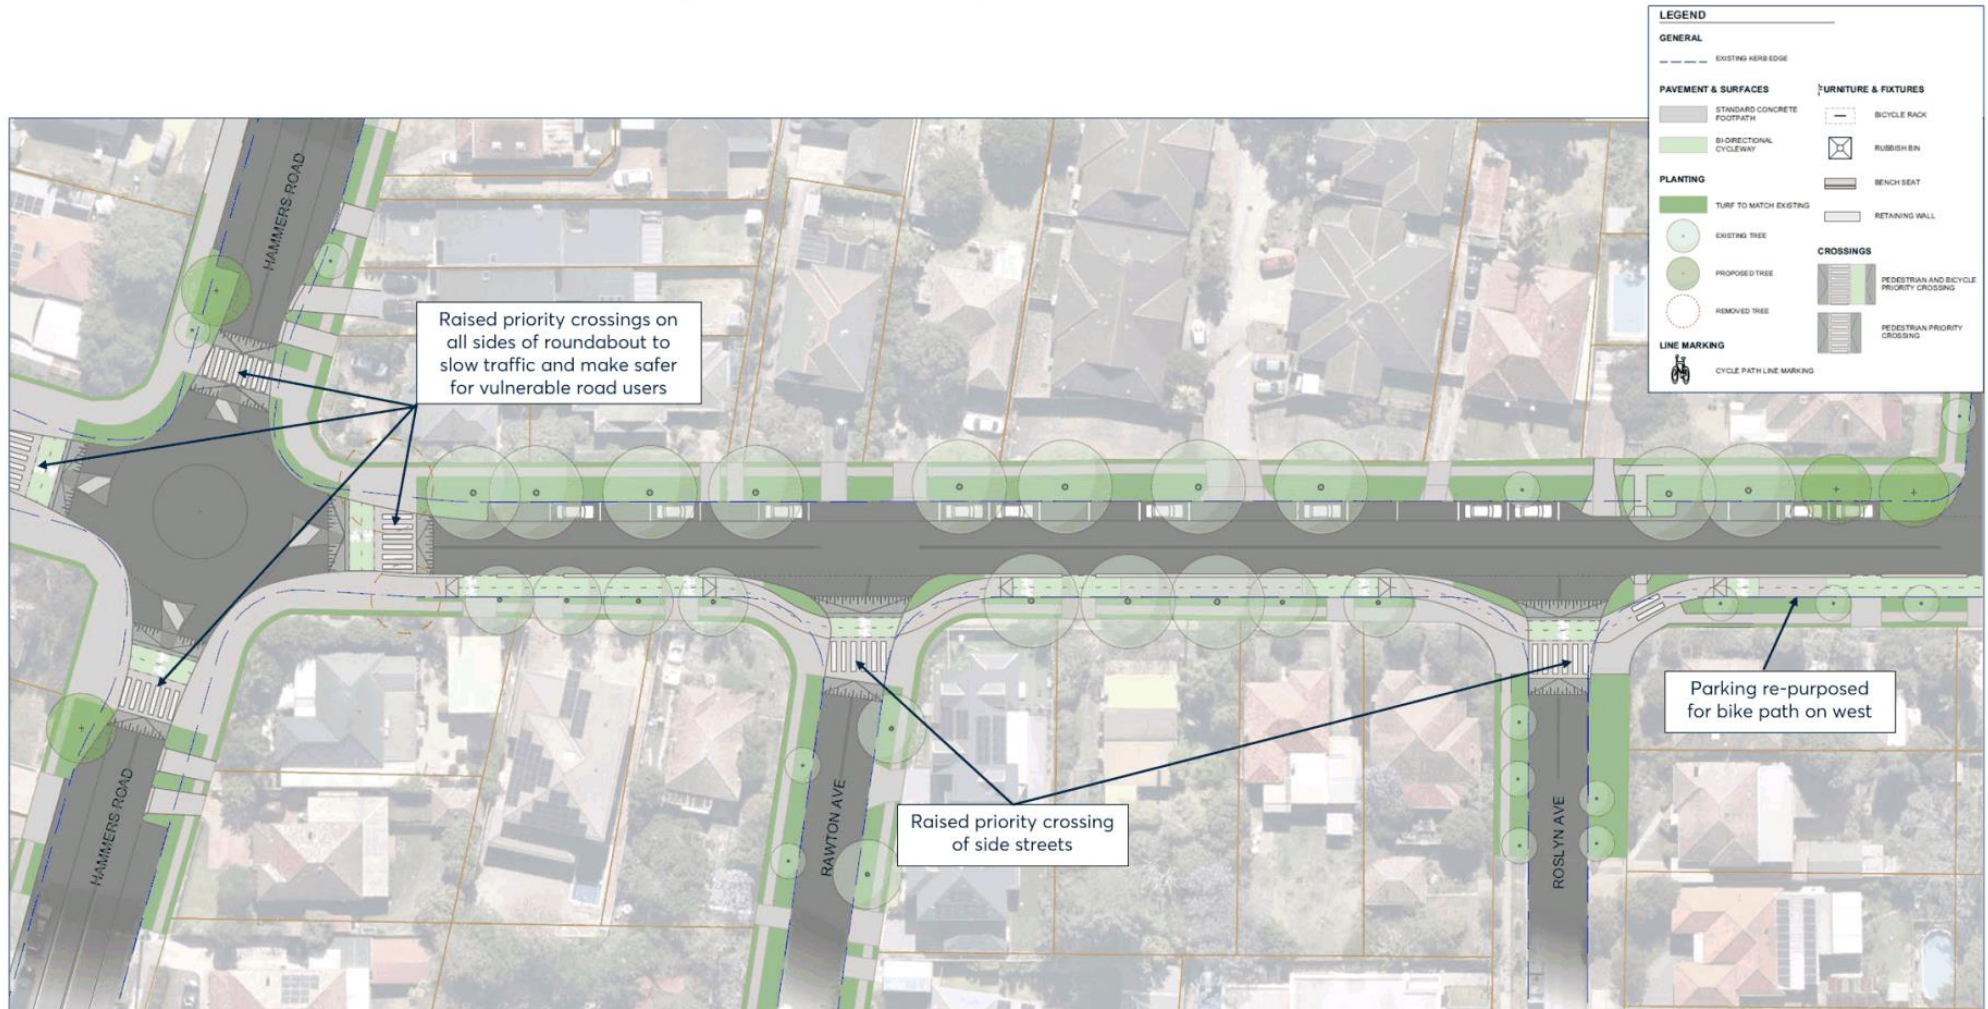 LEGEND
GENERAL
EXISTING KERB EDGE
PAVEMENT & SURFACES
STANDARD CONCRETE
FOOTPATH
BI-DIRECTIONAL
CYCLEWAY
PLANTING
TURF TO MATCH EXISTING
EXISTING TREE
PROPOSED TREE
REMOVED TREE
LINE MARKING
CYCLE PATH LINE MARKING
FURNITURE & FIXTURES
BICYCLE RACK
RUBBISH BIN
BENCH SEAT
RETAINING WALL
CROSSINGS
PEDESTRIAN AND BICYCLE
PRIORITY CROSSING
PEDESTRIAN PRIORITY
CROSSING
HAMMERS ROAD
Raised priority crossings on
all sides of roundabout to
slow traffic and make safer
for vulnerable road users
Parking re-purposed
for bike path on west
Raised priority crossing
of side streets
HAMMERS ROAD
RAWTON AVE
ROSLYN AVE